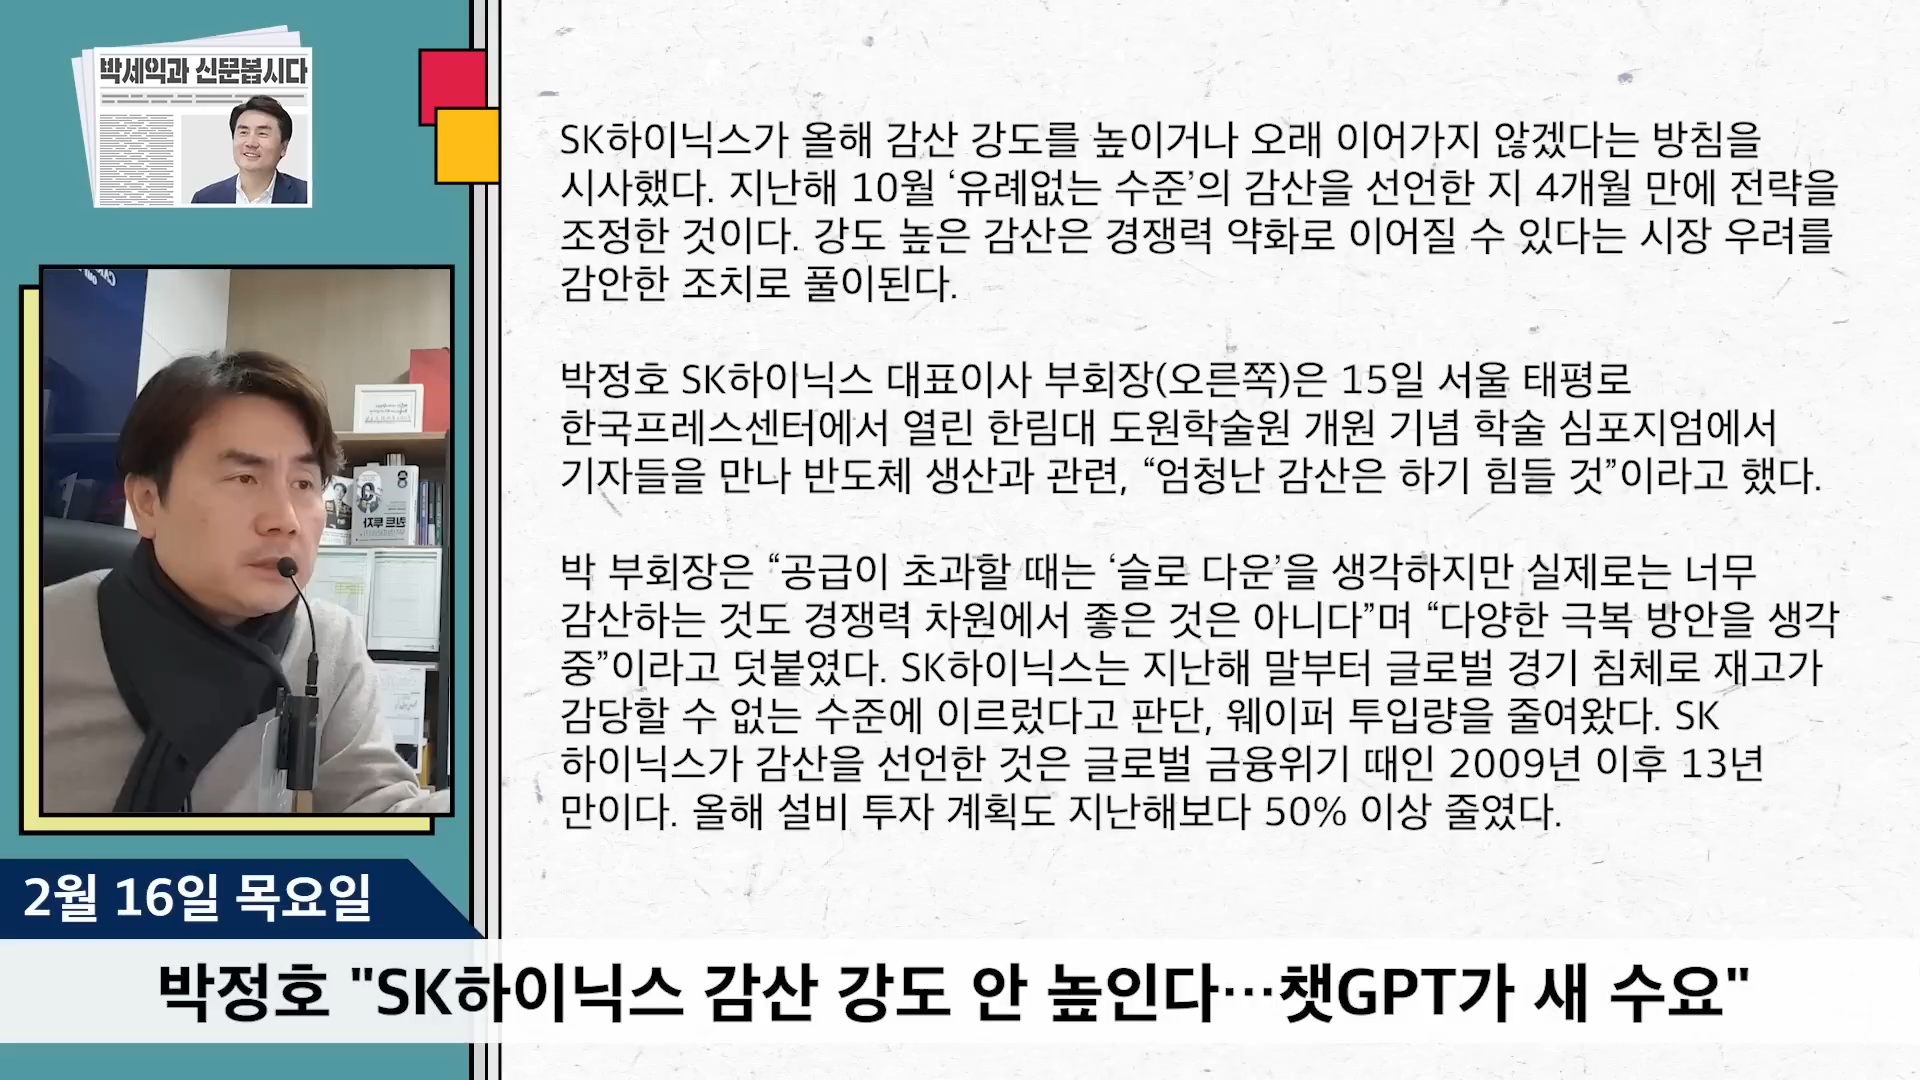 박세익과 신문봅시다
SK하이닉스가 올해 감산 강도를 높이거나 오래 이어가지 않겠다는 방침을
시사했다. 지난해 10월 ‘유례없는 수준’의 감산을 선언한 지 4개월 만에 전략을
조정한 것이다. 강도 높은 감산은 경쟁력 약화로 이어질 수 있다는 시장 우려를
감안한 조치로 풀이된다.
박정호 SK하이닉스 대표이사 부회장(오른쪽)은 15일 서울 태평로
한국프레스센터에서 열린 한림대 도원학술원 개원 기념 학술 심포지엄에서
기자들을 만나 반도체 생산과 관련, “엄청난 감산은 하기 힘들 것”이라고 했다.
박 부회장은 “공급이 초과할 때는 ‘슬로 다운’을 생각하지만 실제로는 너무
감산하는 것도 경쟁력 차원에서 좋은 것은 아니다”며 “다양한 극복 방안을 생각
중”이라고 덧붙였다. SK하이닉스는 지난해 말부터 글로벌 경기 침체로 재고가
감당할 수 없는 수준에 이르렀다고 판단, 웨이퍼 투입량을 줄여왔다. SK
하이닉스가 감산을 선언한 것은 글로벌 금융위기 때인 2009년 이후 13년
만이다. 올해 설비 투자 계획도 지난해보다 50% 이상 줄였다.
2월 16일 목요일
박정호 "SK하이닉스 감산 강도 안 높인다…챗GPT가 새 수요"